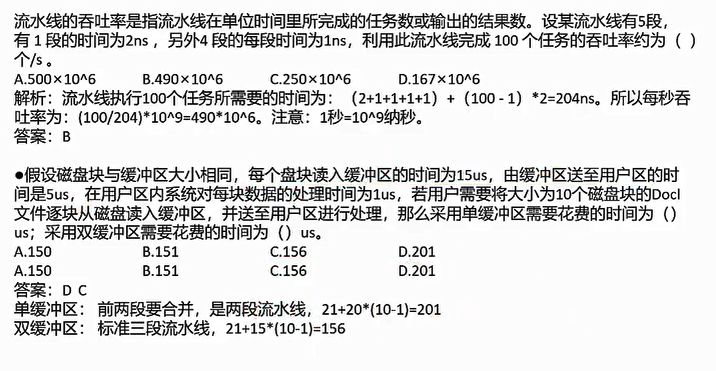 流水线的吞吐率是指流水线在单位时间里所完成的任务数或输出的结果数。设某流水线有5段，
有 1 段的时间为2ns ，另外4 段的每段时间为1ns，利用此流水线完成 100 个任务的吞吐率约为（ ）
个/s 。
A.500×10^6 B.490×10^6 C.250×10^6 D.167×10^6
解析：流水线执行100个任务所需要的时间为：（2+1+1+1+1）+（100 - 1）*2=204ns。所以每秒吞
吐率为：(100/204)*10^9=490*10^6。注意：1秒=10^9纳秒。
答案：B
●假设磁盘块与缓冲区大小相同，每个盘块读入缓冲区的时间为15us，由缓冲区送至用户区的时
间是5us，在用户区内系统对每块数据的处理时间为1us，若用户需要将大小为10个磁盘块的Docl
文件逐块从磁盘读入缓冲区，并送至用户区进行处理，那么采用单缓冲区需要花费的时间为（）
us；采用双缓冲区需要花费的时间为（）us。
A.150 B.151 C.156 D.201
A.150 B.151 C.156 D.201
答案：D C
单缓冲区： 前两段要合并，是两段流水线，21+20*(10-1)=201
双缓冲区： 标准三段流水线，21+15*(10-1)=156